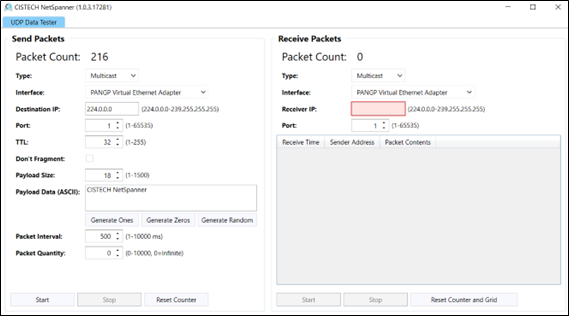 CISTECH NetSpanner (1.0.3.17281)
UDP Data Tester
Send Packets
Packet Count: 216
Type: Multicast
Interface: PANGP Virtual Ethernet Adapter
Destination IP: 224.0.0.0 (224.0.0.0-239.255.255.255)
Port: 1 (1-65535)
TTL: 32 (1-255)
Don't Fragment:
Payload Size: 18 (1-1500)
Payload Data (ASCII): CISTECH NetSpanner
Generate Ones Generate Zeros Generate Random
Packet Interval: 500 (1-10000 ms)
Packet Quantity: 0 (0-10000, 0=Infinite)
Start Stop Reset Counter
Receive Packets
Packet Count: 0
Type: Multicast
Interface: PANGP Virtual Ethernet Adapter
Receiver IP: (224.0.0.0-239.255.255.255)
Port: 1 (1-65535)
Receive Time Sender Address Packet Contents
Start Stop Reset Counter and Grid